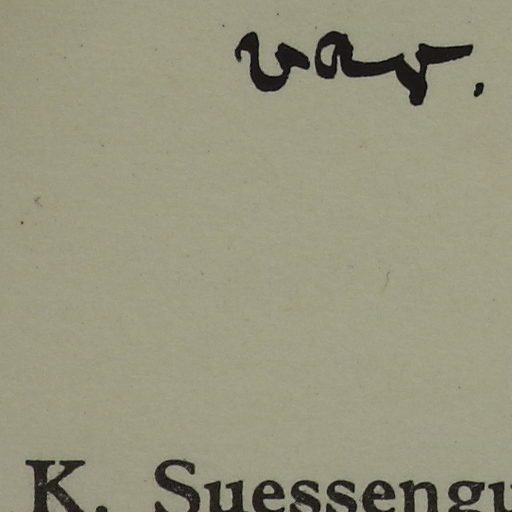 var.
K. Suessengu